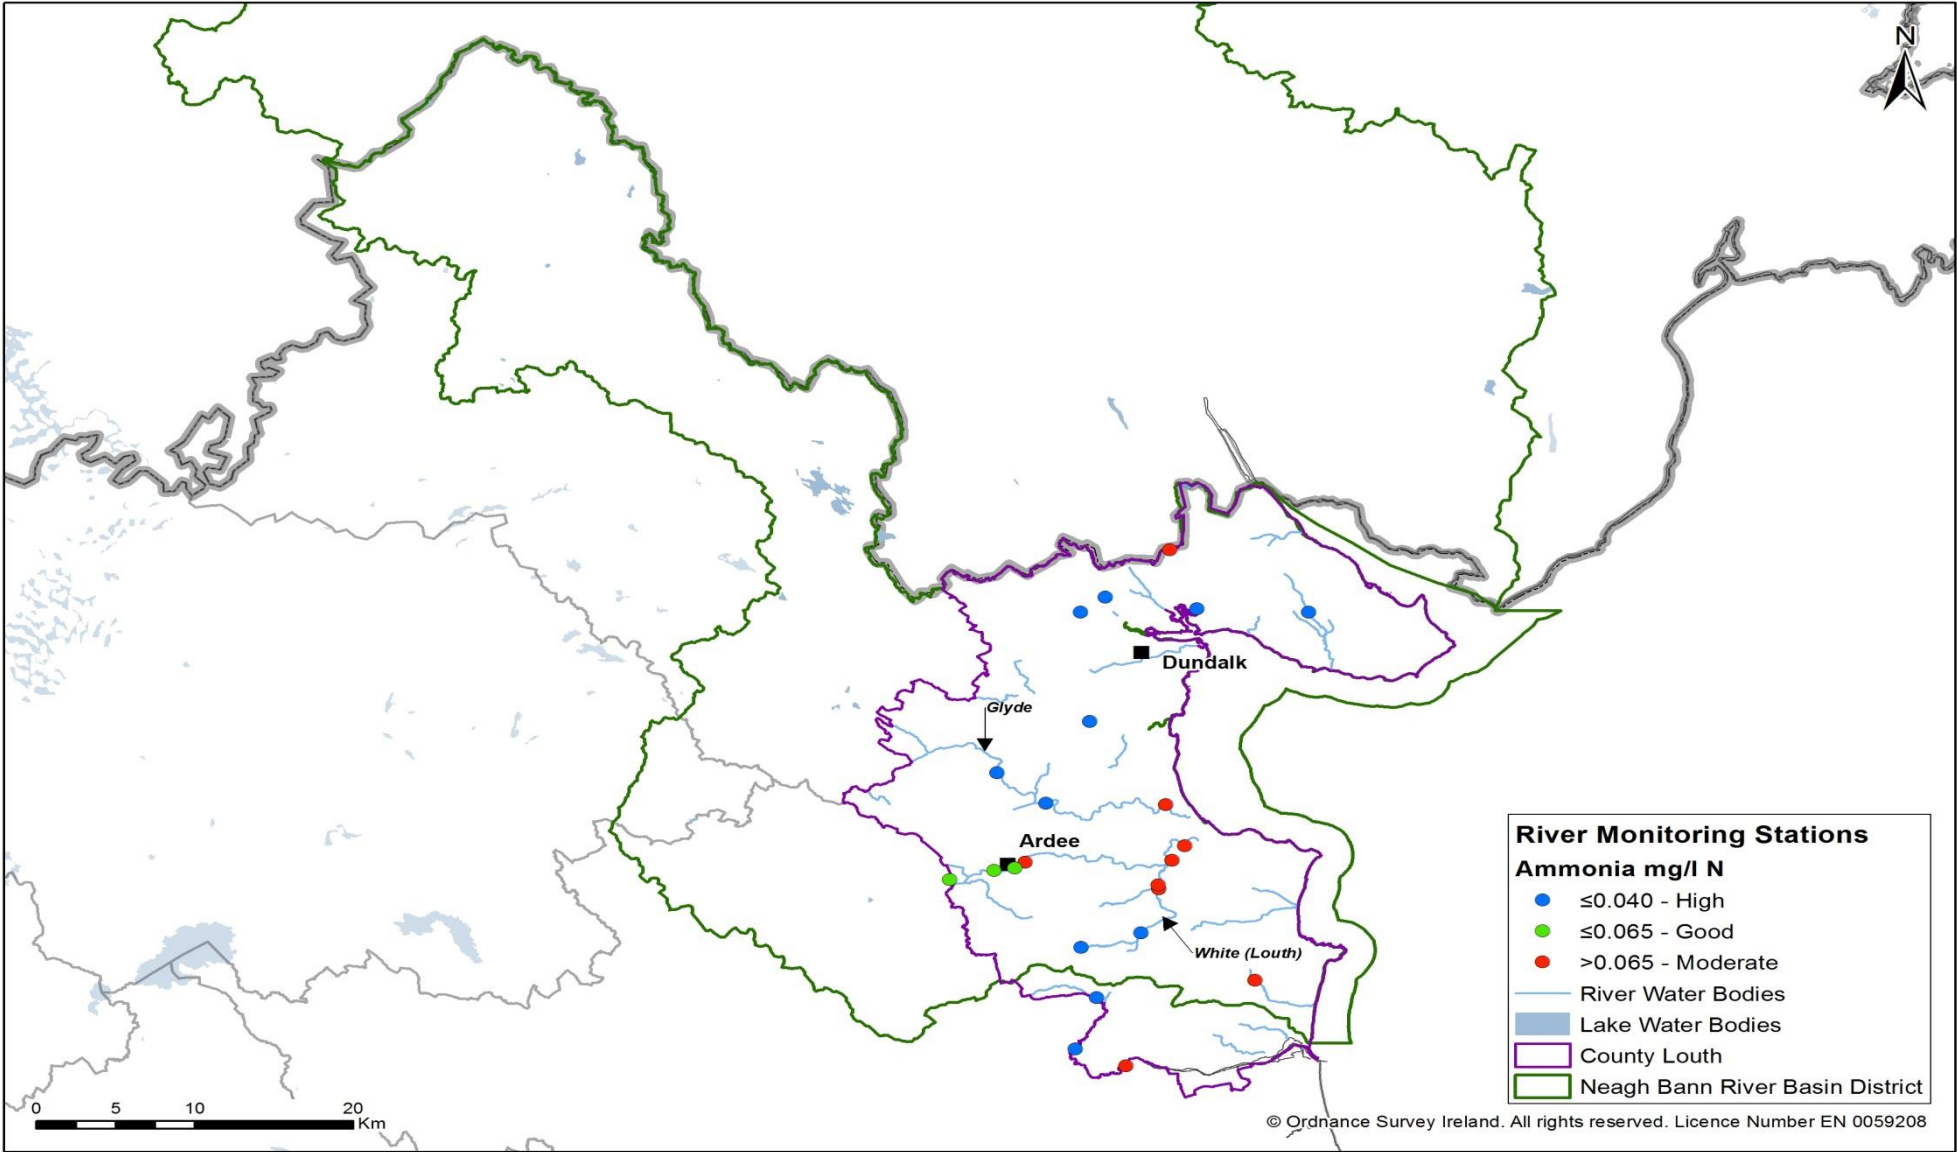 N
Dundalk
Glyde
Ardee
White (Louth)
River Monitoring Stations
Ammonia mg/l N
≤0.040 - High
≤0.065 - Good
>0.065 - Moderate
River Water Bodies
Lake Water Bodies
County Louth
Neagh Bann River Basin District
0 5 10 20
Km
© Ordnance Survey Ireland. All rights reserved. Licence Number EN 0059208